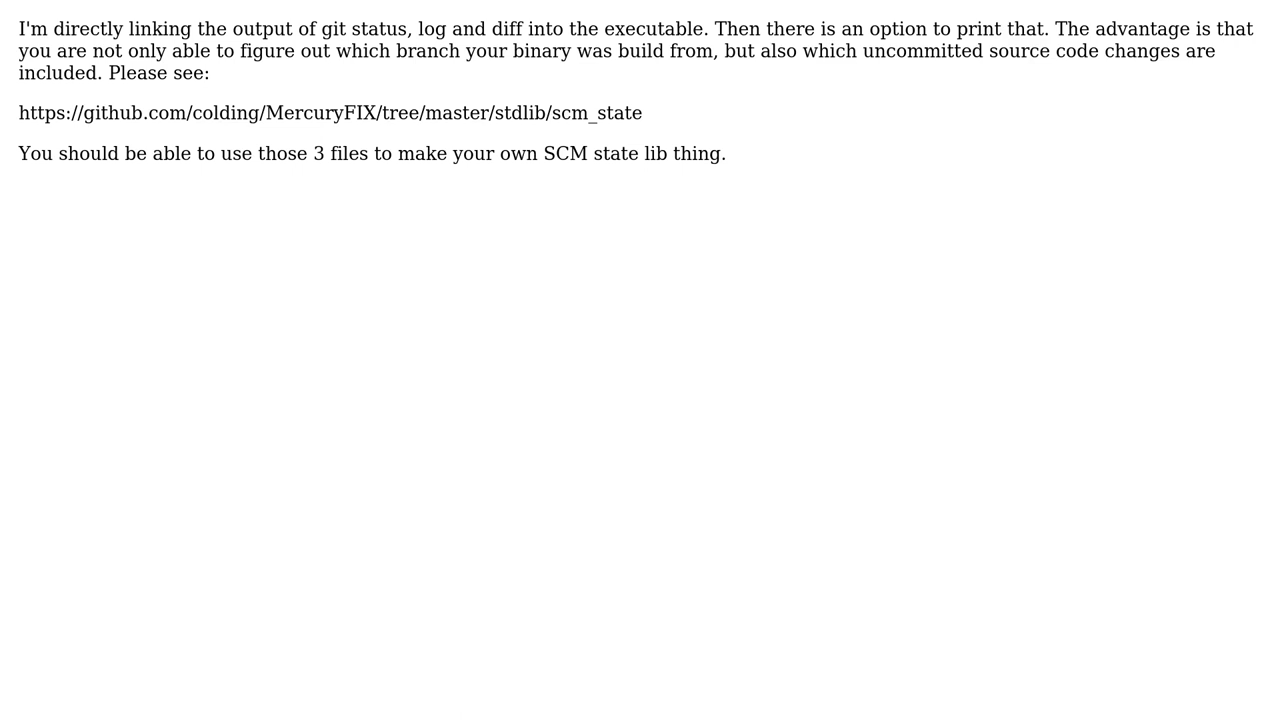 I'm directly linking the output of git status, log and diff into the executable. Then there is an option to print that. The advantage is that
you are not only able to figure out which branch your binary was build from, but also which uncommitted source code changes are
included. Please see:
https://github.com/colding/MercuryFIX/tree/master/stdlib/scm_state
You should be able to use those 3 files to make your own SCM state lib thing.